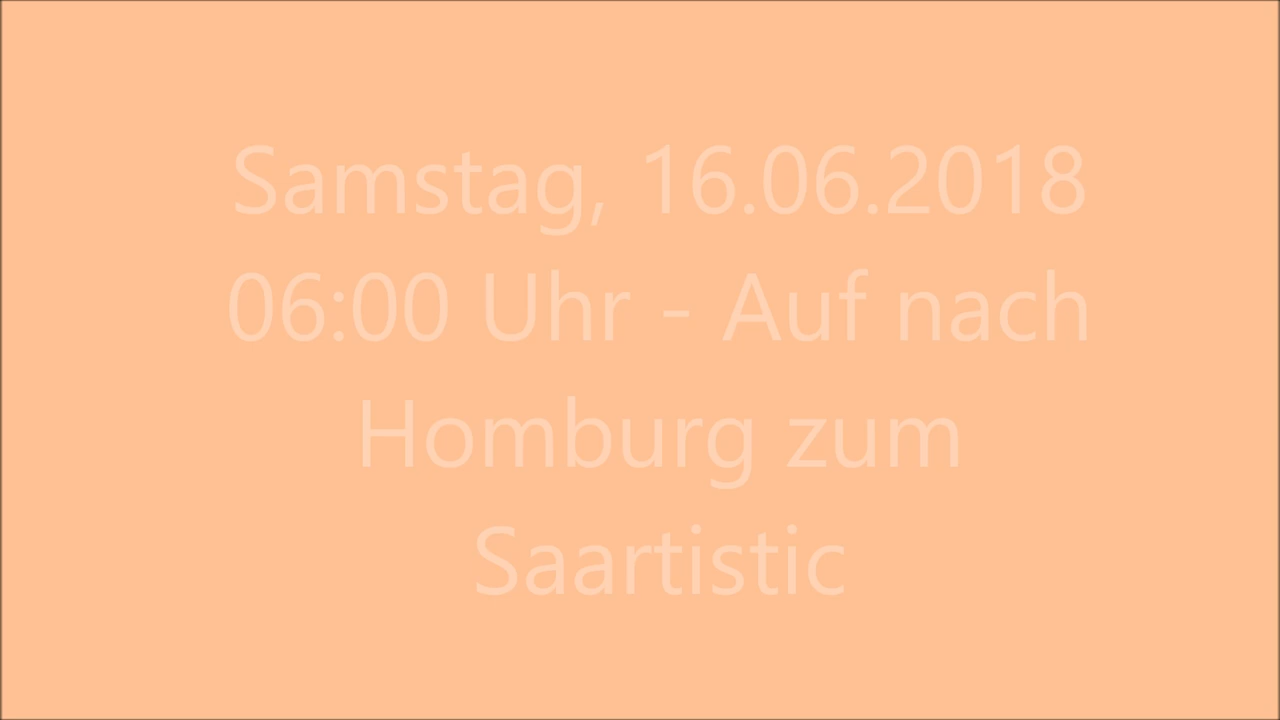 Samstag, 16.06.2018
06:00 Uhr - Auf nach
Homburg zum
Saartistic